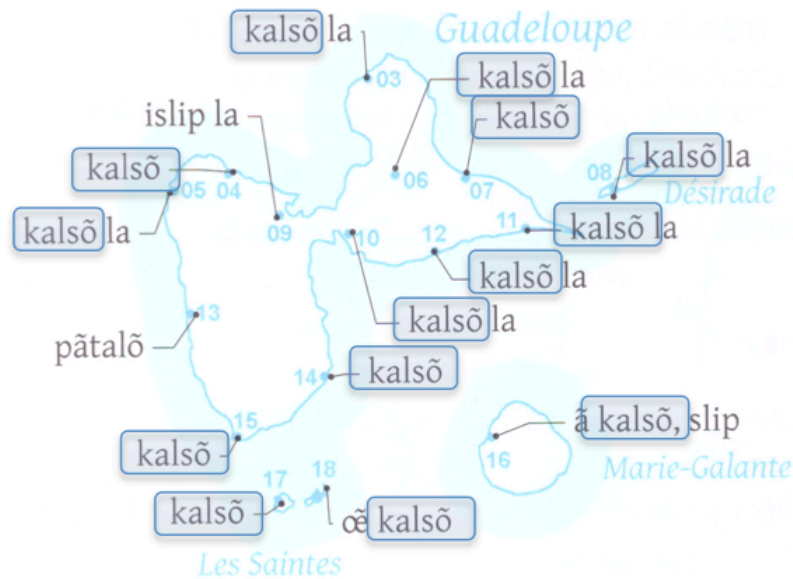 Guadeloupe
kalsõ la
03
kalsõ la
islip la
kalsõ
kalsõ
kalsõ la
08
05 04
06
07
Désirade
kalsõ la
09
10
12
11
kalsõ la
kalsõ la
kalsõ la
13
pãtalõ
14
kalsõ
15
kalsõ
ã kalsõ, slip
16
Marie-Galante
17
18
kalsõ
œ̃ kalsõ
Les Saintes